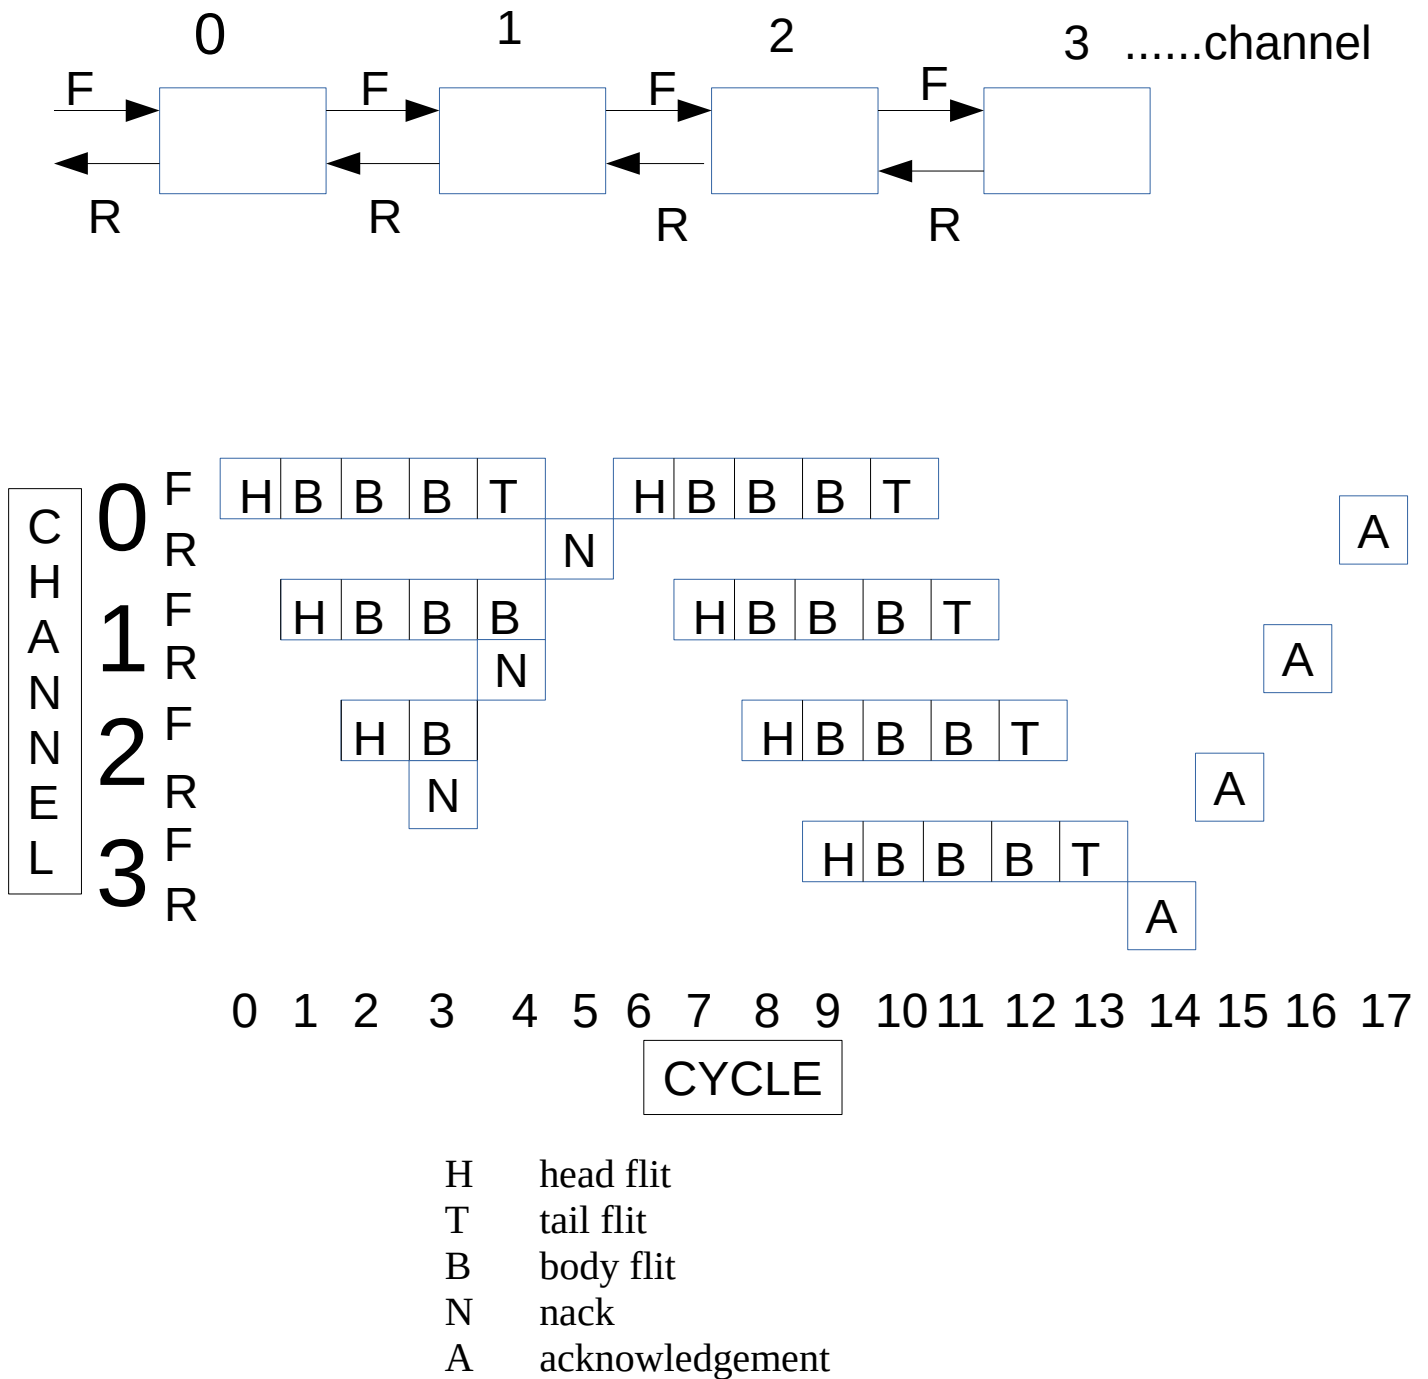 0 1 2 3 ......channel
F F F F
R R R R
0 F H B B B T H B B B T
R N A
1 F H B B B H B B B T
R N A
2 F H B H B B B T
R N A
3 F H B B B T
R A
C
H
A
N
N
E
L
0 1 2 3 4 5 6 7 8 9 10 11 12 13 14 15 16 17
CYCLE
H head flit
T tail flit
B body flit
N nack
A acknowledgement